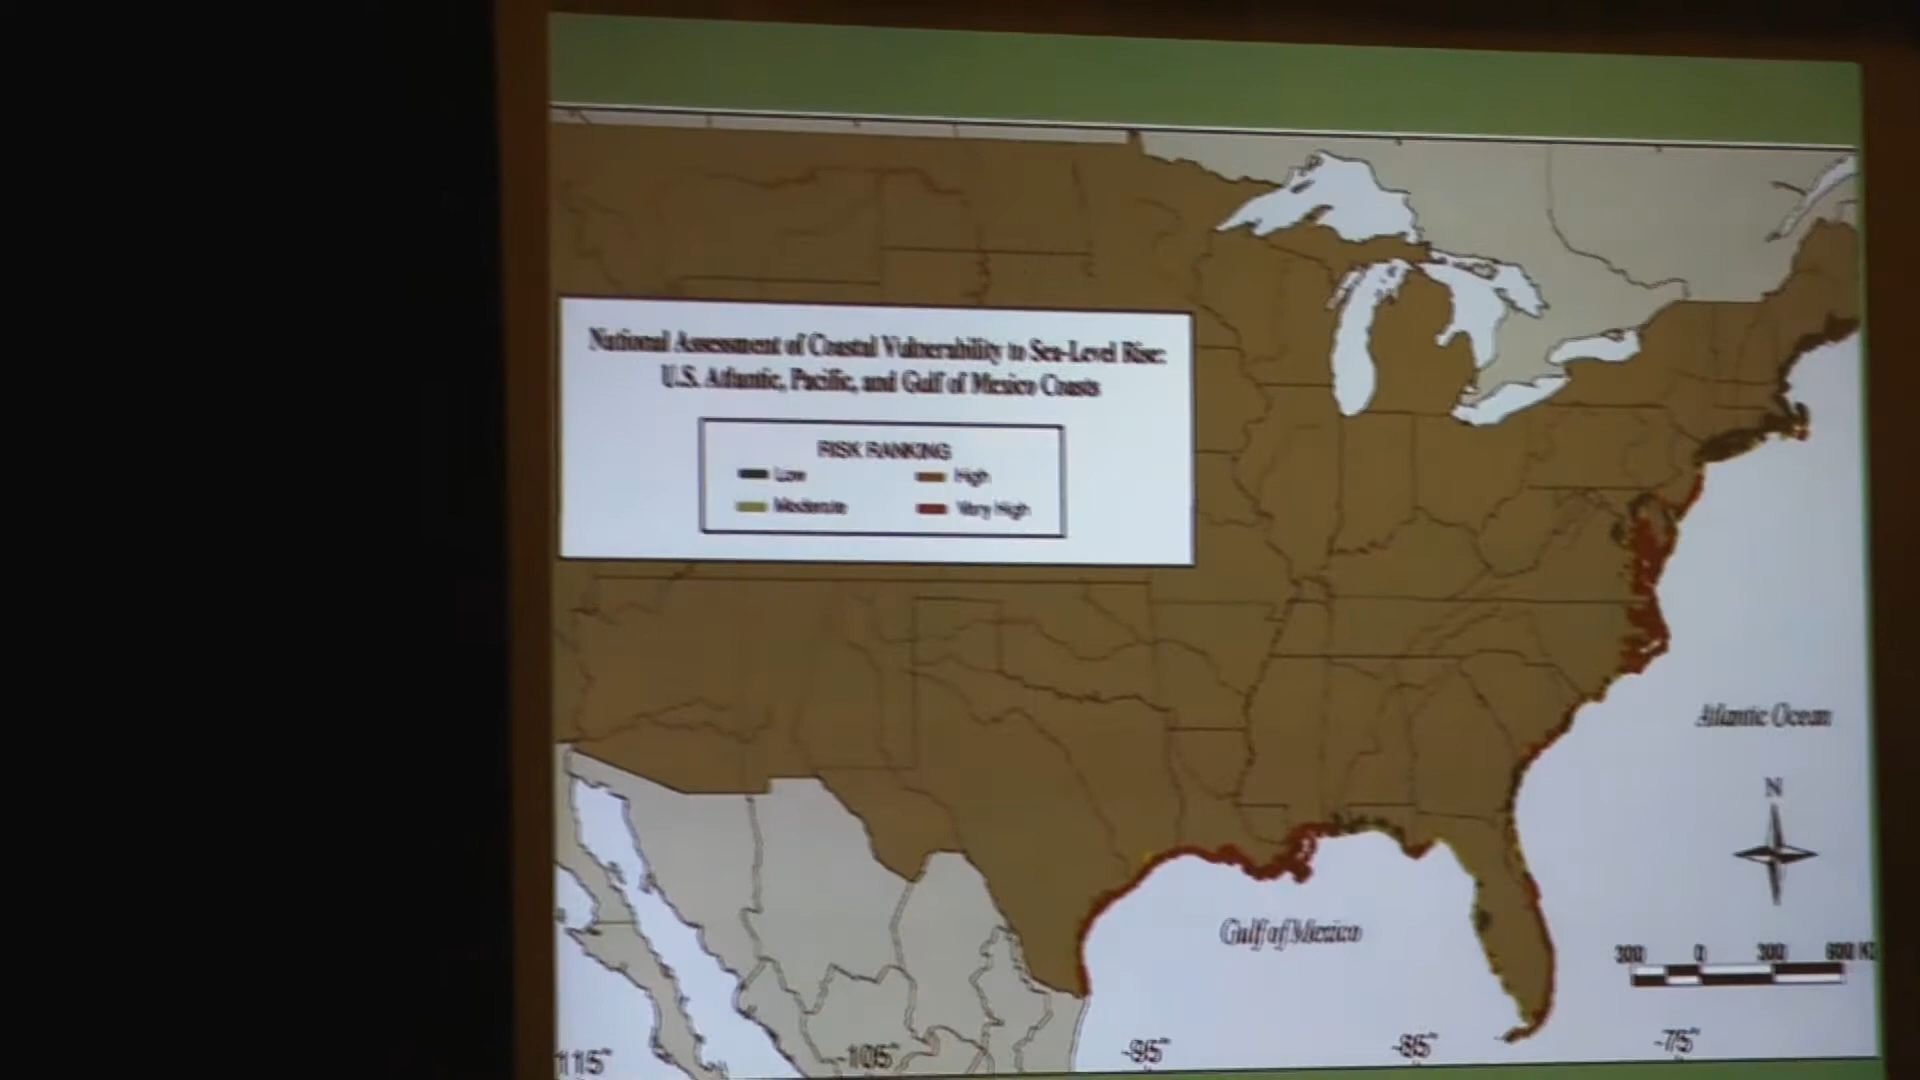 National Assessment of Coastal Vulnerability to Sea-Level Rise:
U.S. Atlantic, Pacific, and Gulf of Mexico Coasts
RISK RANKING
Low
High
Moderate
Very High
Atlantic Ocean
N
Gulf of Mexico
300 0 300 600
115°
-105°
-95°
-85°
-75°